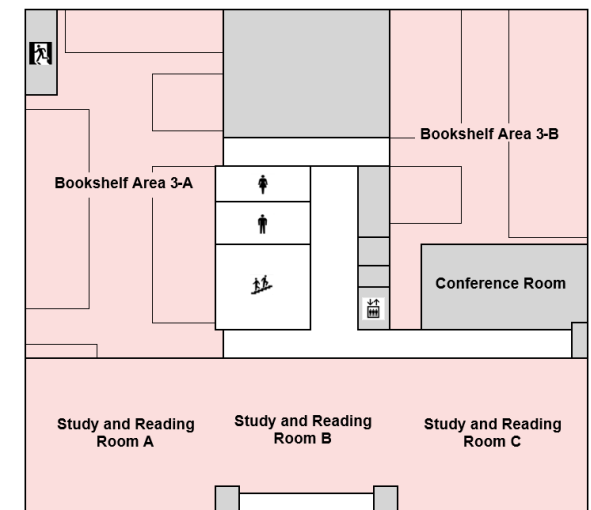 Bookshelf Area 3-B
Bookshelf Area 3-A
Conference Room
Study and Reading
Room A
Study and Reading
Room B
Study and Reading
Room C